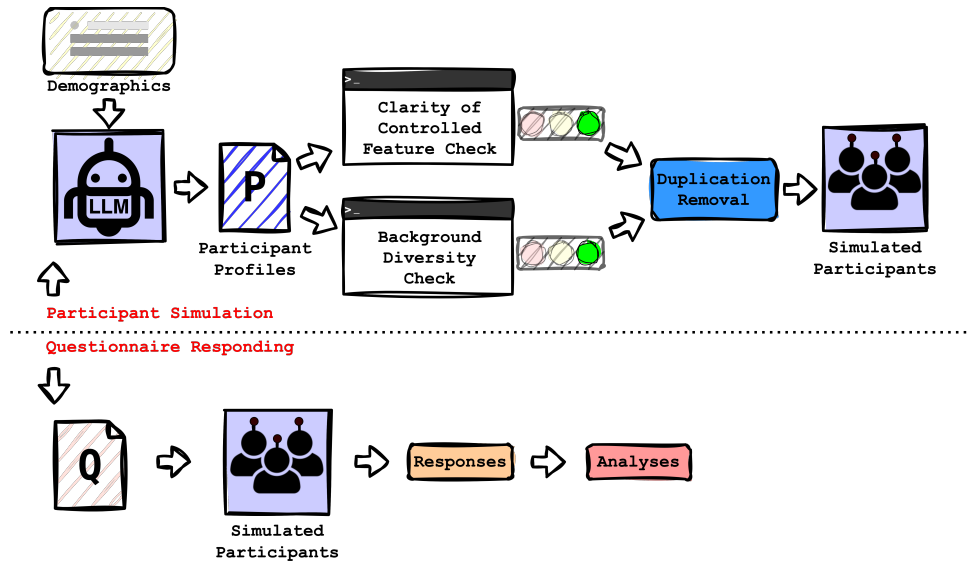 Demographics
LLM
P
Participant
Profiles
>_
Clarity of
Controlled
Feature Check
>_
Background
Diversity
Check
Duplication
Removal
Simulated
Participants
Participant Simulation
Questionnaire Responding
Q
Simulated
Participants
Responses
Analyses